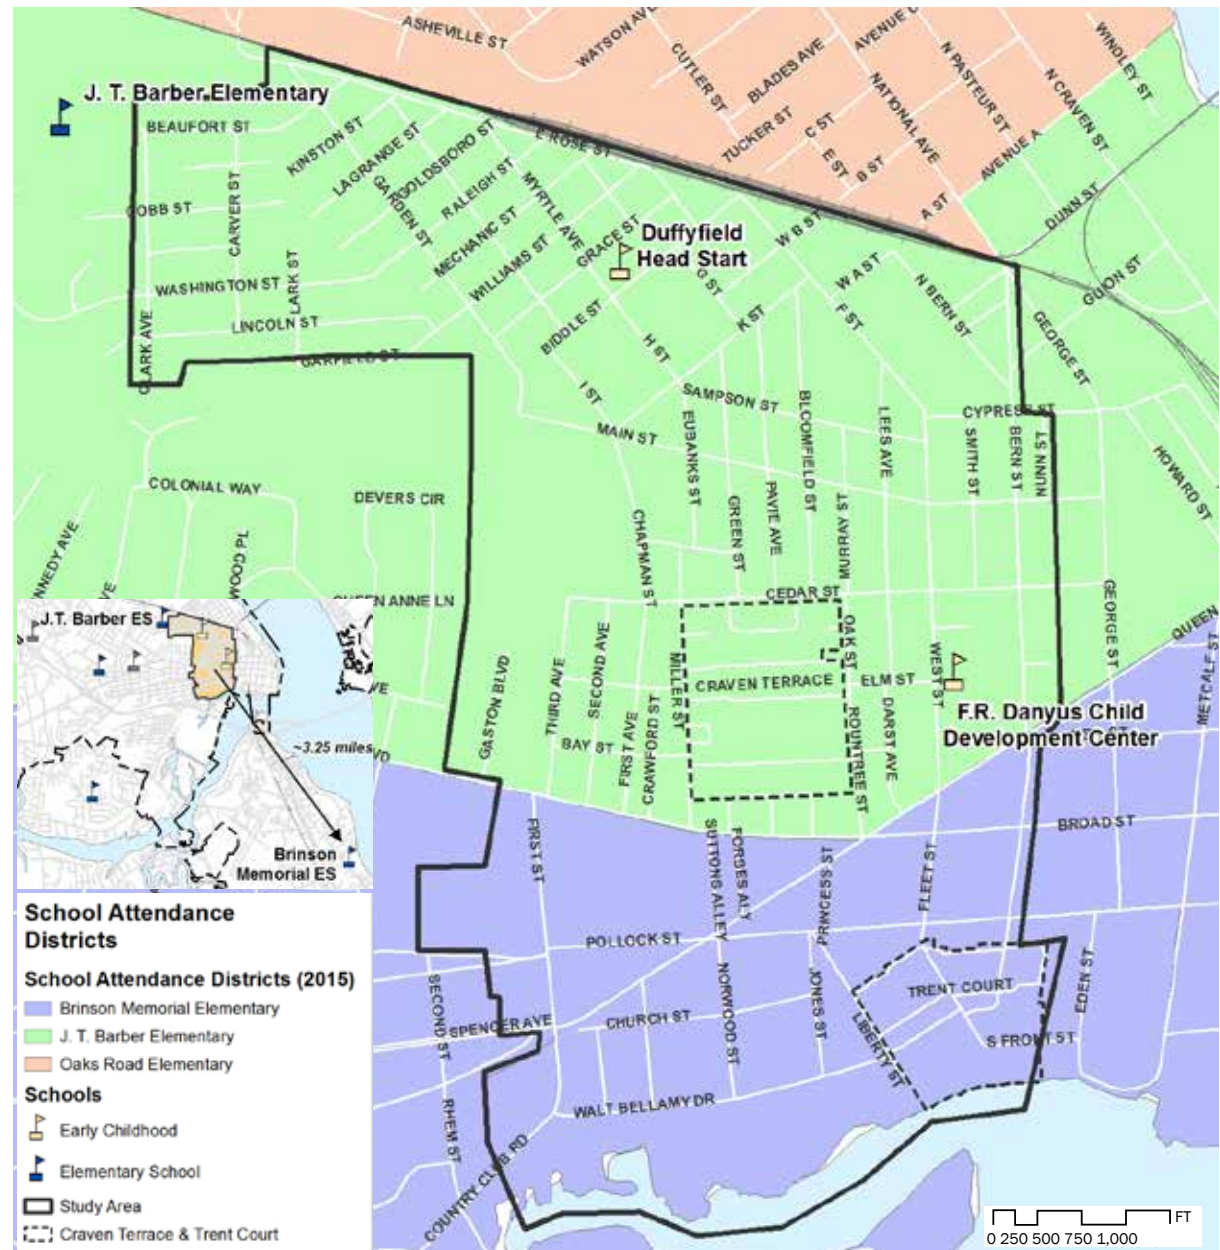 ASHEVILLE ST
WATSON AVE
CUTLER ST
BLADES AVE
AVENUE C
N PASTEUR ST
NATIONAL AVE
N CRAVEN ST
WINDLEY ST
TUCKER ST
C ST
E ST
B ST
AVENUE A
A ST
DUNN ST
GUION ST
J. T. Barber Elementary
BEAUFORT ST
KINSTON ST
LAGRANGE ST
GOLDSBORO ST
E ROSE ST
GARDEN ST
RALEIGH ST
MYRTLE AVE
MECHANIC ST
WILLIAMS ST
GRACE ST
COBB ST
CARVER ST
LARK ST
WASHINGTON ST
LINCOLN ST
CLARK AVE
GARFIELD ST
Duffyfield
Head Start
W B ST
G ST
W A ST
N BERN ST
F ST
K ST
BIDDLE ST
H ST
I ST
GEORGE ST
SAMPSON ST
MAIN ST
EUBANKS ST
BLOOMFIELD ST
LEES AVE
CYPRESS ST
SMITH ST
BERN ST
NUNN ST
HOWARD ST
COLONIAL WAY
DEVERS CIR
GREEN ST
PAVIE AVE
MURRAY ST
CHAPMAN ST
NNEDY AVE
WOOD PL
QUEEN ANNE LN
CEDAR ST
GEORGE ST
QUEEN
METCALF ST
OAK ST
WEST ST
GASTON BLVD
THIRD AVE
SECOND AVE
MILLER ST
CRAVEN TERRACE
ELM ST
BAY ST
FIRST AVE
CRAWFORD ST
ROUNTREE ST
DARST AVE
F.R. Danyus Child
Development Center
BROAD ST
FIRST ST
SUTTONS ALLEY
FORBES ALY
PRINCESS ST
FLEET ST
POLLOCK ST
SECOND ST
SPENCER AVE
CHURCH ST
NORWOOD ST
JONES ST
LIBERTY ST
TRENT COURT
S FRONT ST
EDEN ST
WALT BELLAMY DR
RHEM ST
COUNTRY CLUB RD
J.T. Barber ES
~3.25 miles
Brinson
Memorial ES
School Attendance
Districts
School Attendance Districts (2015)
Brinson Memorial Elementary
J. T. Barber Elementary
Oaks Road Elementary
Schools
Early Childhood
Elementary School
Study Area
Craven Terrace & Trent Court
FT
0 250 500 750 1,000